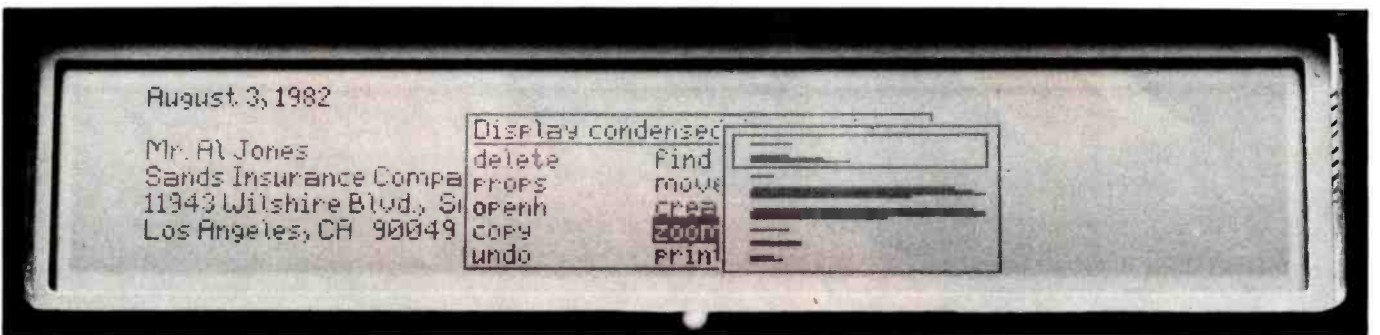 August 3, 1982
Mr. Al Jones
Sands Insurance Compa
11943 Wilshire Blvd., S
Los Angeles, CA 90049
Display condensed
delete find
props move
openh crea
copy zoom
undo print